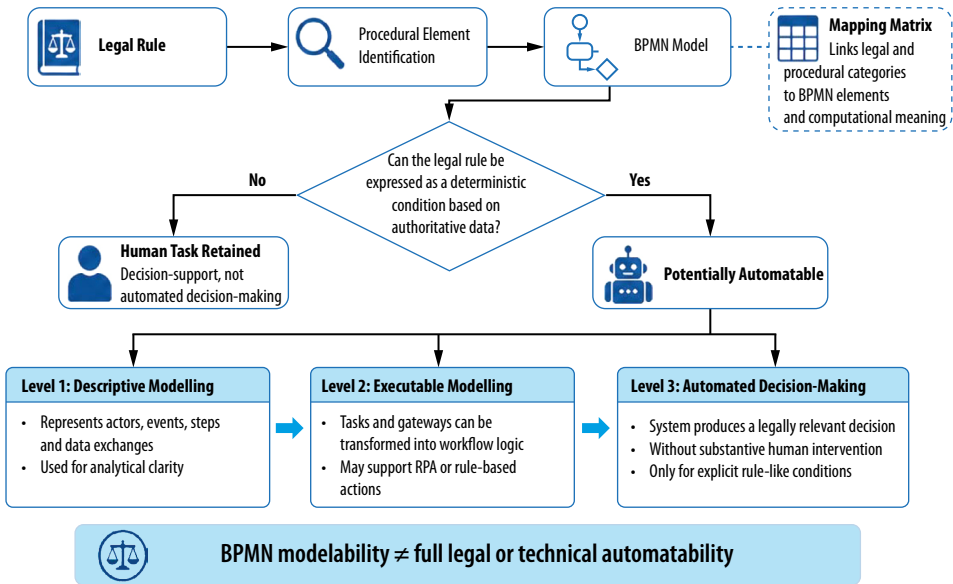 Legal Rule
Procedural Element
Identification
BPMN Model
Mapping Matrix
Links legal and
procedural categories
to BPMN elements
and computational meaning
Can the legal rule be
expressed as a deterministic
condition based on
authoritative data?
No
Yes
Human Task Retained
Decision-support, not
automated decision-making
Potentially Automatable
Level 1: Descriptive Modelling
• Represents actors, events, steps
and data exchanges
• Used for analytical clarity
Level 2: Executable Modelling
• Tasks and gateways can be
transformed into workflow logic
• May support RPA or rule-based
actions
Level 3: Automated Decision-Making
• System produces a legally relevant decision
• Without substantive human intervention
• Only for explicit rule-like conditions
BPMN modelability ≠ full legal or technical automatability